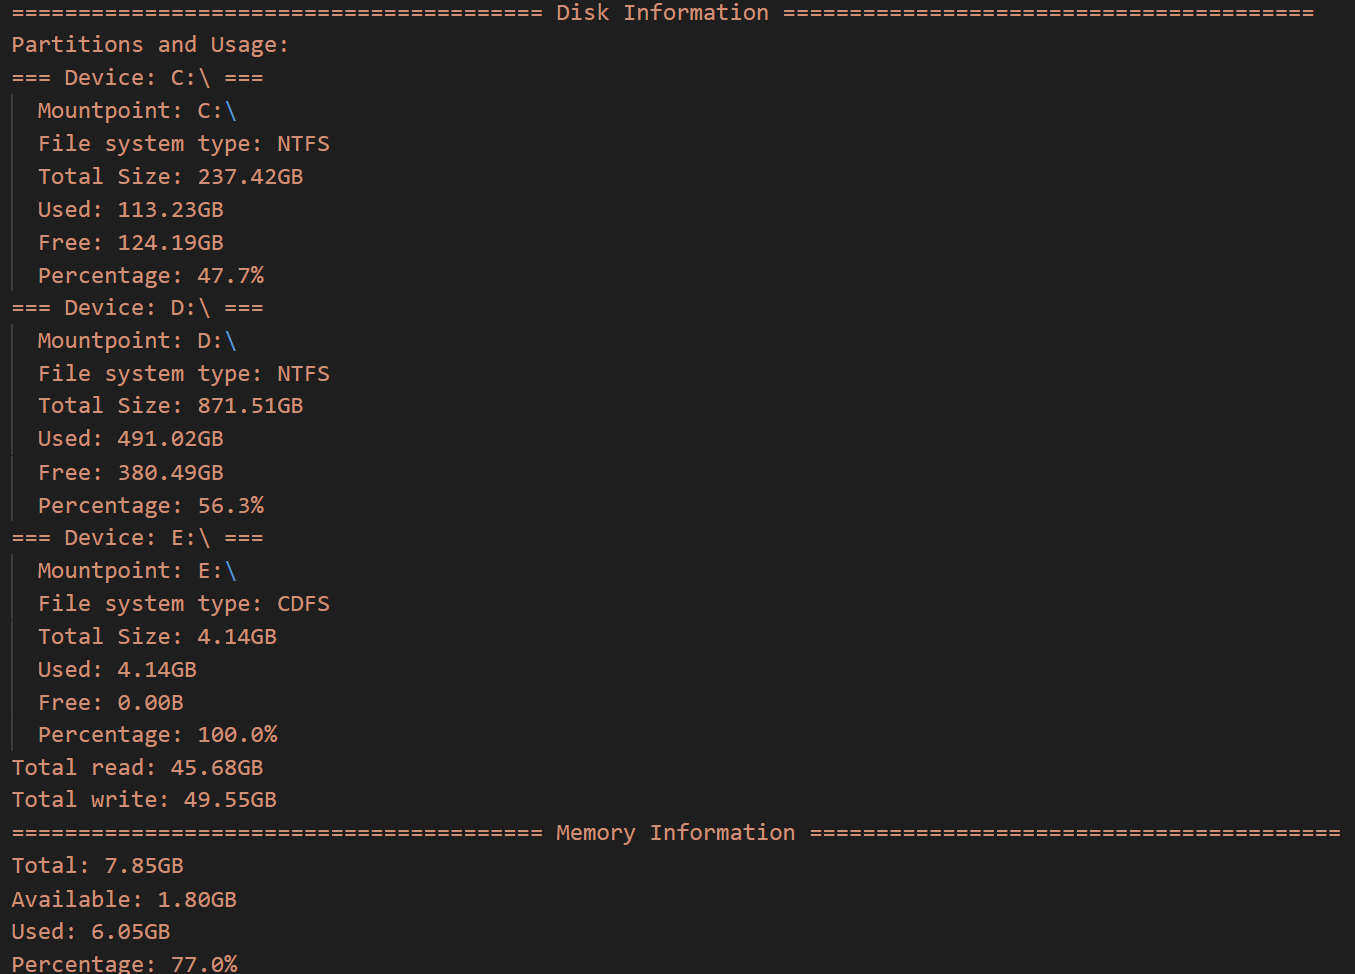 ======================================== Disk Information ========================================
Partitions and Usage:
=== Device: C:\ ===
Mountpoint: C:\
File system type: NTFS
Total Size: 237.42GB
Used: 113.23GB
Free: 124.19GB
Percentage: 47.7%
=== Device: D:\ ===
Mountpoint: D:\
File system type: NTFS
Total Size: 871.51GB
Used: 491.02GB
Free: 380.49GB
Percentage: 56.3%
=== Device: E:\ ===
Mountpoint: E:\
File system type: CDFS
Total Size: 4.14GB
Used: 4.14GB
Free: 0.00B
Percentage: 100.0%
Total read: 45.68GB
Total write: 49.55GB
======================================== Memory Information ========================================
Total: 7.85GB
Available: 1.80GB
Used: 6.05GB
Percentage: 77.0%